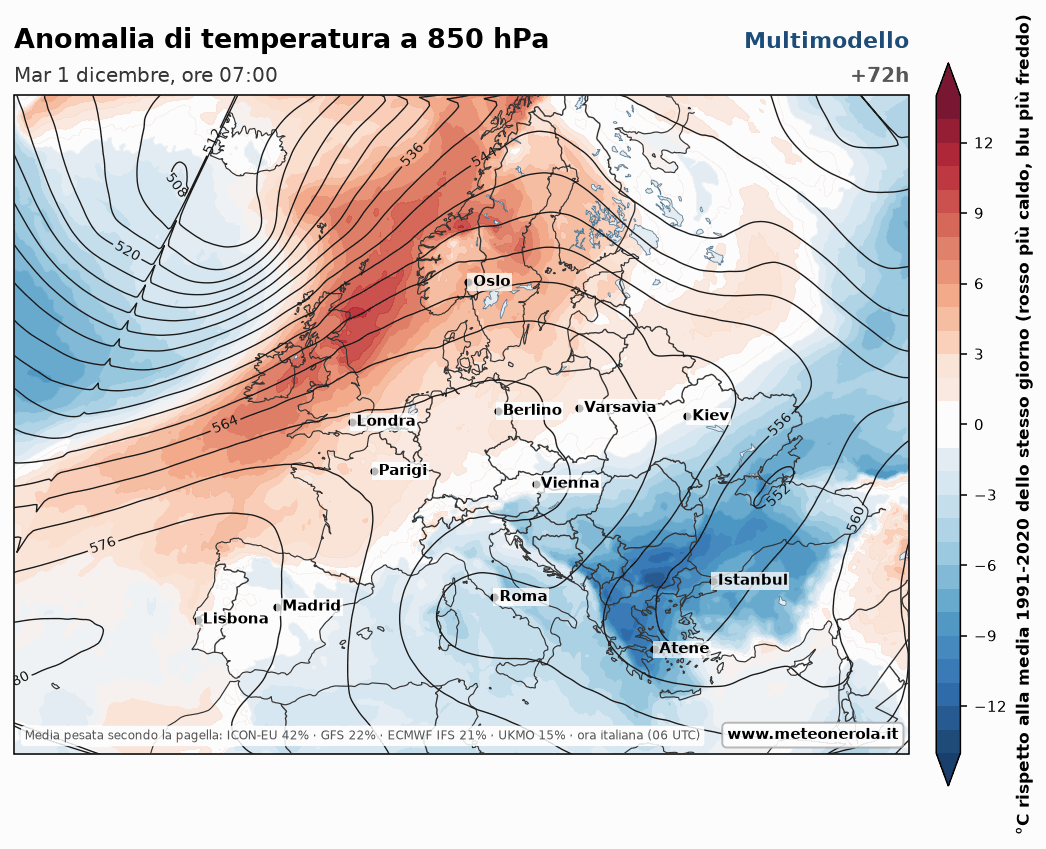 Anomalia di temperatura a 850 hPa
Multimodello
Mar 1 dicembre, ore 07:00
+72h
512
508
520
536
544
564
576
556
552
560
Oslo
Londra
Berlino
Varsavia
Kiev
Parigi
Vienna
Istanbul
Roma
Madrid
Lisbona
Atene
Media pesata secondo la pagella: ICON-EU 42% · GFS 22% · ECMWF IFS 21% · UKMO 15% · ora italiana (06 UTC)
www.meteonerola.it
12
9
6
3
0
−3
−6
−9
−12
°C rispetto alla media 1991-2020 dello stesso giorno (rosso più caldo, blu più freddo)